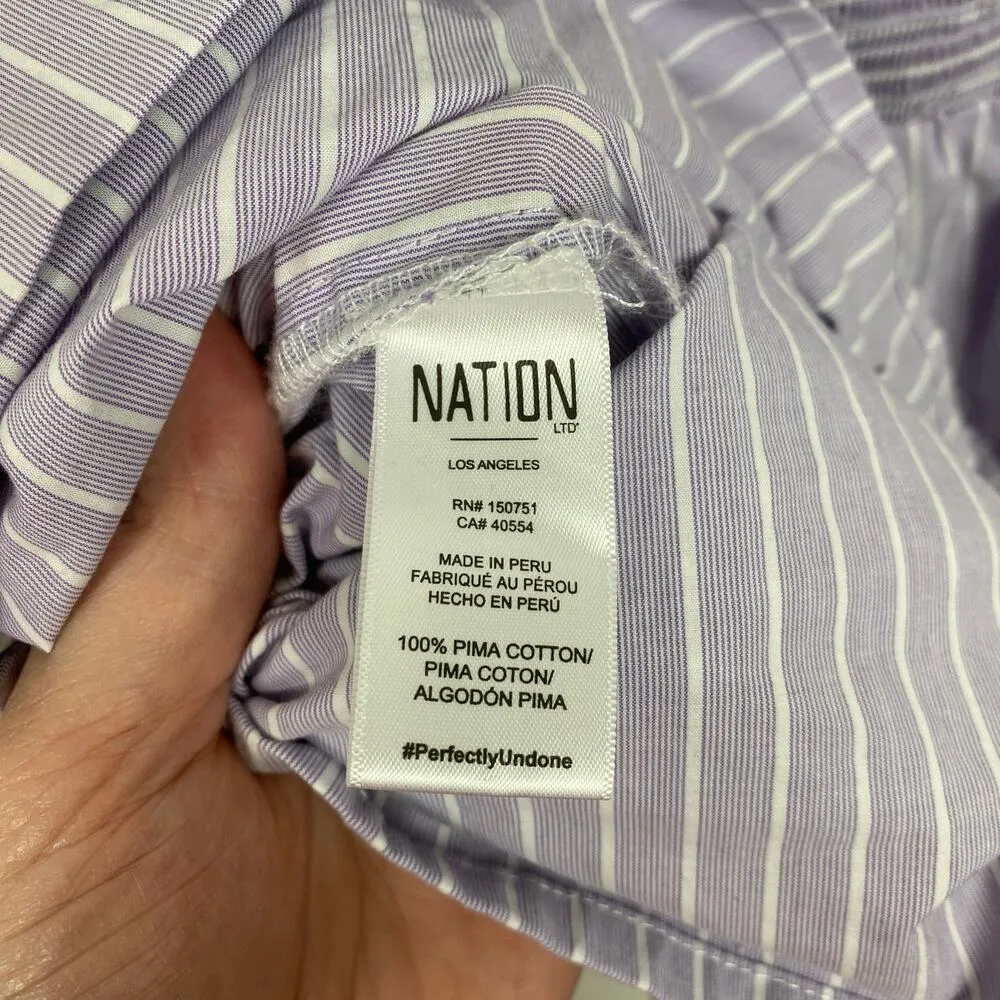 NATION
LTD®
LOS ANGELES
RN# 150751
CA# 40554
MADE IN PERU
FABRIQUÉ AU PÉROU
HECHO EN PERÚ
100% PIMA COTTON/
PIMA COTON/
ALGODÓN PIMA
#PerfectlyUndone